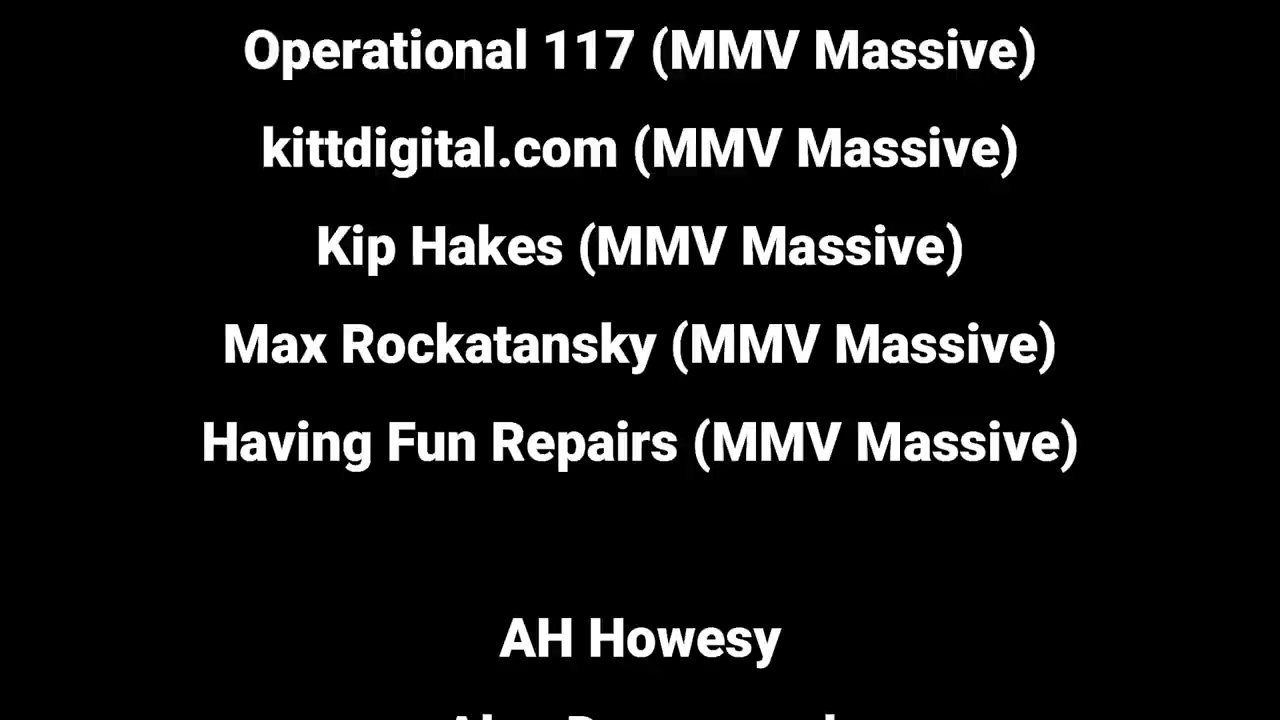 Operational 117 (MMV Massive)
kittdigital.com (MMV Massive)
Kip Hakes (MMV Massive)
Max Rockatansky (MMV Massive)
Having Fun Repairs (MMV Massive)
AH Howesy